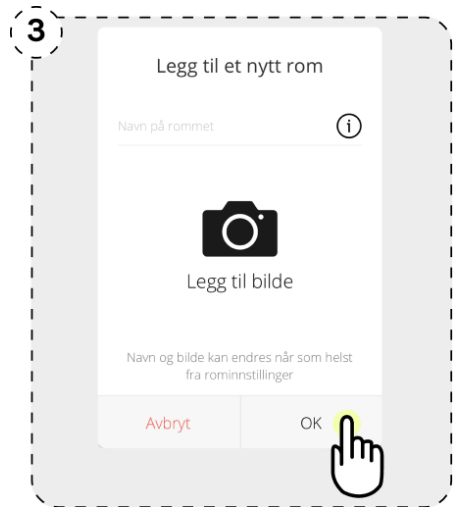 3
Legg til et nytt rom
Navn på rommet
i
Legg til bilde
Navn og bilde kan endres når som helst
fra rominnstillinger
Avbryt OK